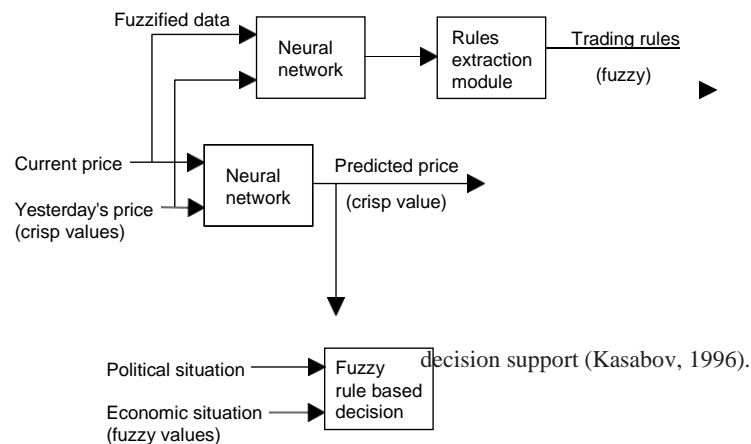 Fuzzified data
Neural
network
Rules
extraction
module
Trading rules
(fuzzy)
Current price
Yesterday's price
(crisp values)
Neural
network
Predicted price
(crisp value)
Political situation
Economic situation
(fuzzy values)
Fuzzy
rule based
decision
decision support (Kasabov, 1996).